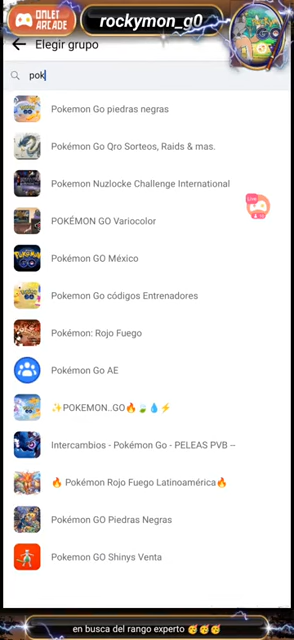 ONLET
ARCADE
rockymon_g0
Elegir grupo
pok
Pokemon Go piedras negras
Pokemon Go Qro Sorteos, Raids & mas.
Pokemon Nuzlocke Challenge International
POKÉMON GO Variocolor
Pokémon GO México
Pokemon Go códigos Entrenadores
Pokémon: Rojo Fuego
Pokémon Go AE
✨POKEMON..GO🔥🍃💧⚡
Intercambios - Pokémon Go - PELEAS PVB --
🔥 Pokémon Rojo Fuego Latinoamérica🔥
Pokémon GO Piedras Negras
Pokemon GO Shinys Venta
en busca del rango experto 🥳🥳🥳